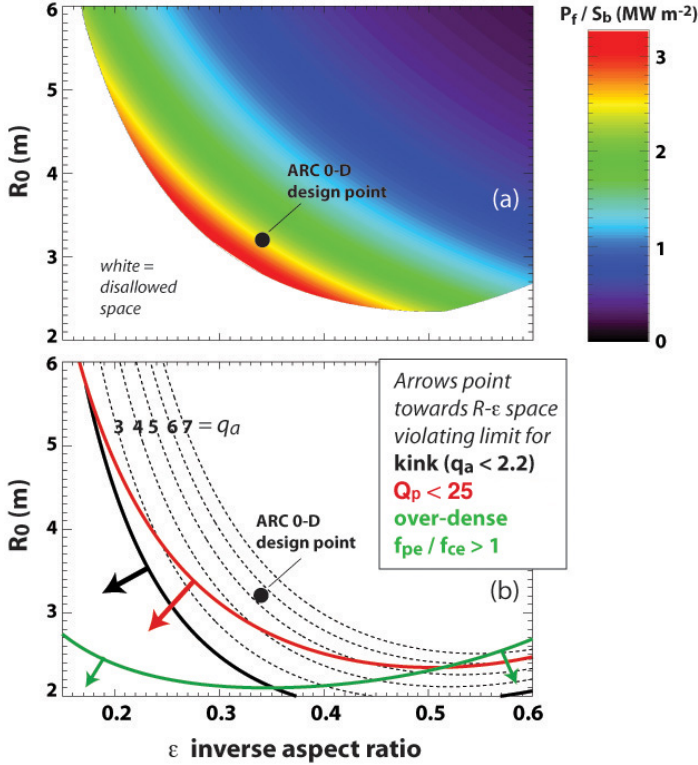 P_f / S_b (MW m⁻²)
6
5
4
3
2
R₀ (m)
ARC 0-D
design point
(a)
white =
disallowed
space
3
2
1
0
6
5
4
3
2
R₀ (m)
3 4 5 6 7 = qₐ
ARC 0-D
design point
(b)
Arrows point
towards R-ε space
violating limit for
kink (qₐ < 2.2)
Qₚ < 25
over-dense
f_pe / f_ce > 1
0.2 0.3 0.4 0.5 0.6
ε inverse aspect ratio